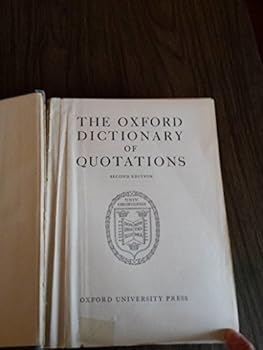 THE OXFORD
DICTIONARY
OF
QUOTATIONS
SECOND EDITION
OXFORD UNIVERSITY PRESS